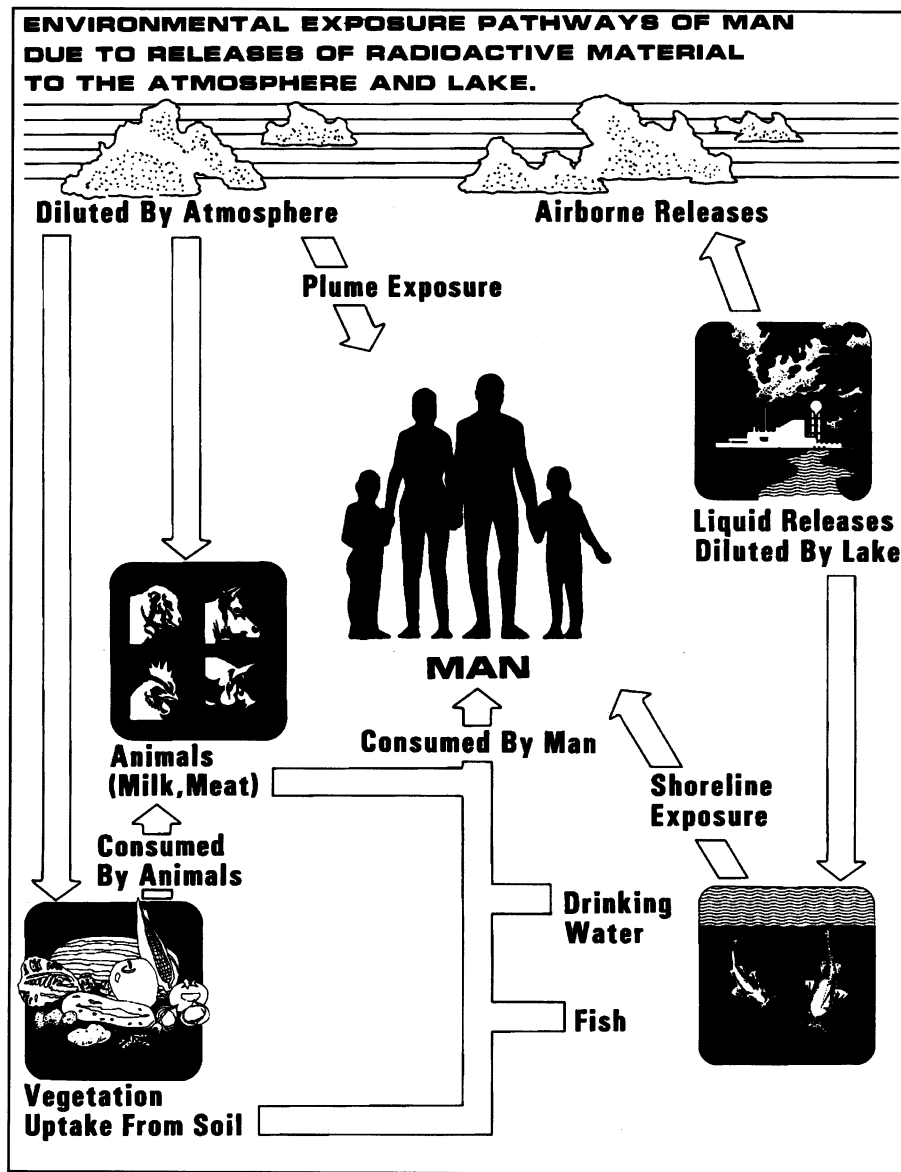 ENVIRONMENTAL EXPOSURE PATHWAYS OF MAN
DUE TO RELEASES OF RADIOACTIVE MATERIAL
TO THE ATMOSPHERE AND LAKE.
Diluted By Atmosphere
Airborne Releases
Plume Exposure
Liquid Releases
Diluted By Lake
MAN
Consumed By Man
Animals
(Milk,Meat)
Shoreline
Exposure
Consumed
By Animals
Drinking
Water
Fish
Vegetation
Uptake From Soil